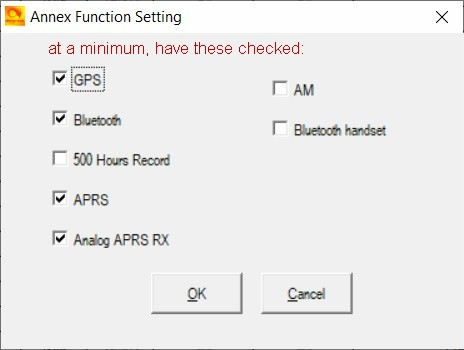 Annex Function Setting
at a minimum, have these checked:
GPS
AM
Bluetooth
Bluetooth handset
500 Hours Record
APRS
Analog APRS RX
OK
Cancel